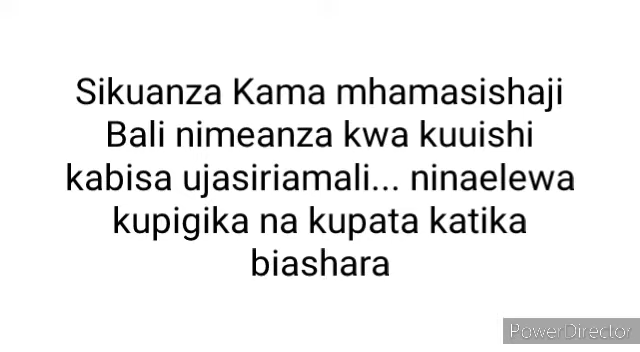 Sikuanza Kama mhamasishaji
Bali nimeanza kwa kuuishi
kabisa ujasiriamali... ninaelewa
kupigika na kupata katika
biashara
PowerDirector